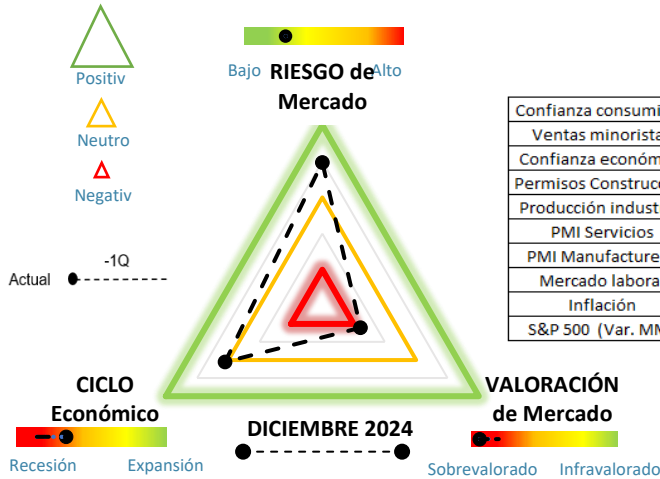 Positiv
Neutro
Negativ
-1Q
Actual
Bajo
Alto
RIESGO de
Mercado
Confianza consumi
Ventas minorista
Confianza económ
Permisos Construc
Producción indust
PMI Servicios
PMI Manufacture
Mercado labora
Inflación
S&P 500 (Var. MM
CICLO
Económico
Recesión
Expansión
DICIEMBRE 2024
VALORACIÓN
de Mercado
Sobrevalorado
Infravalorado